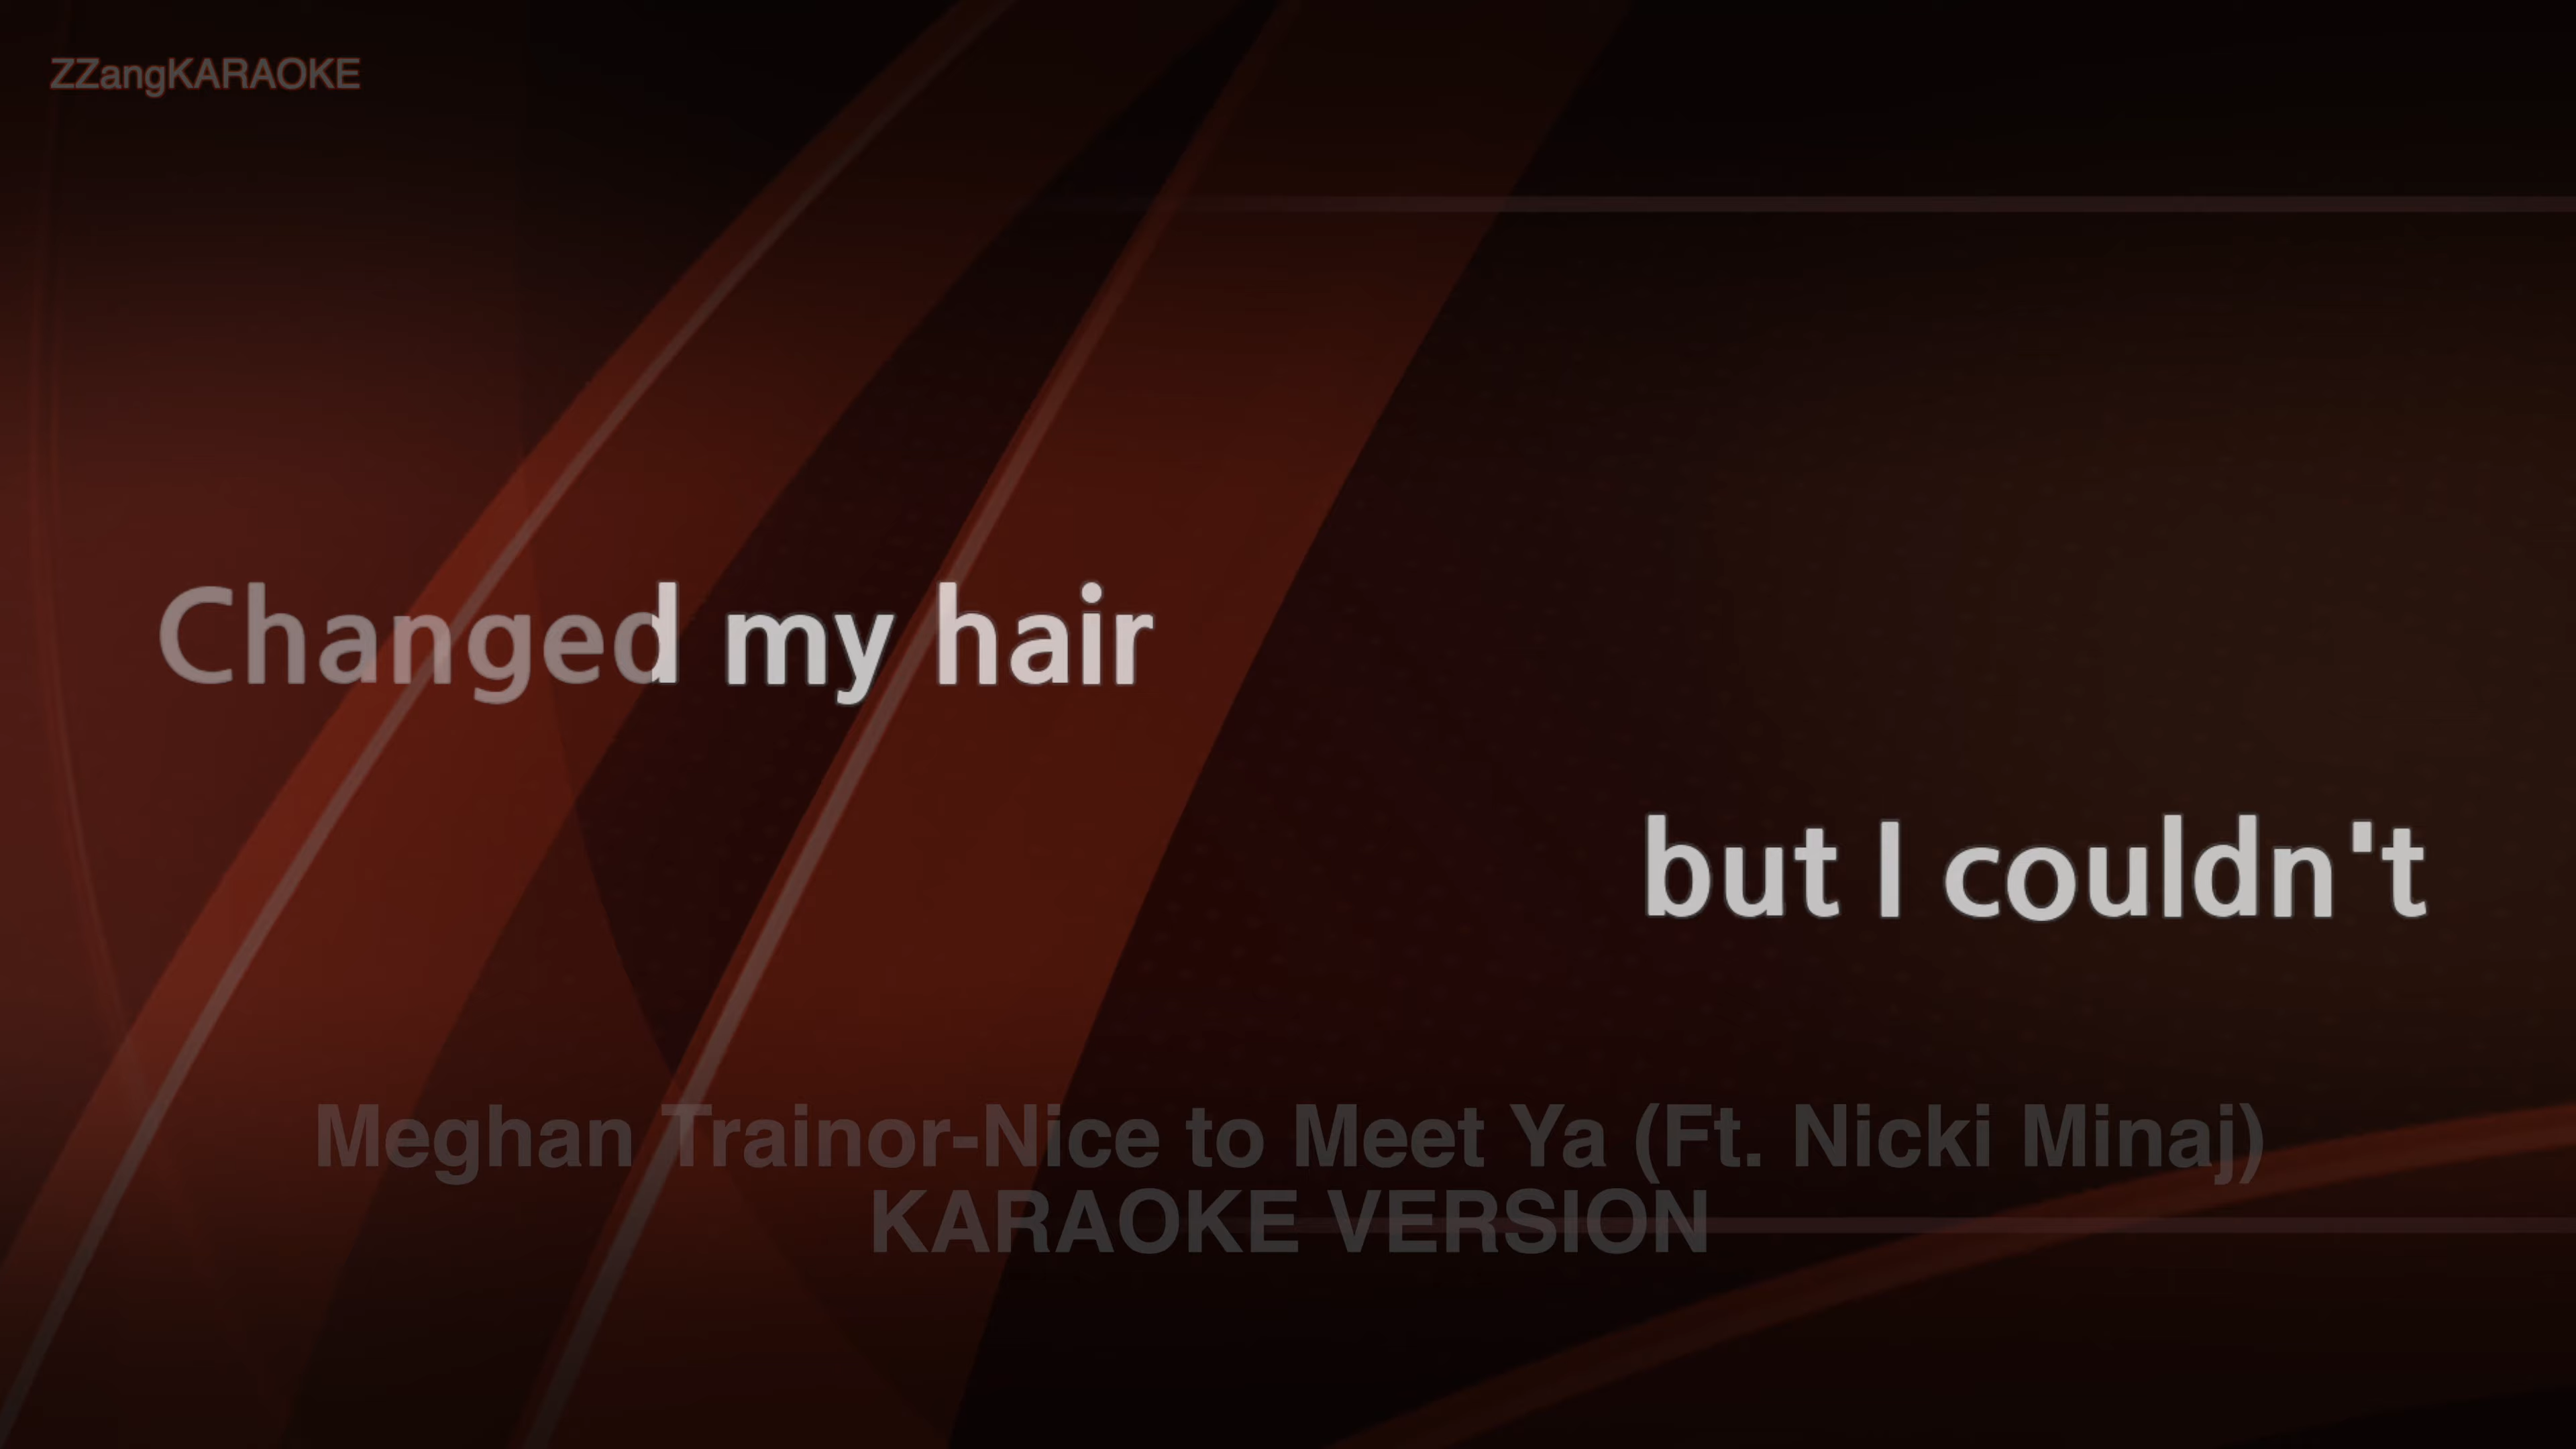 ZZangKARAOKE
Changed my hair
but I couldn't
Meghan Trainor-Nice to Meet Ya (Ft. Nicki Minaj)
KARAOKE VERSION